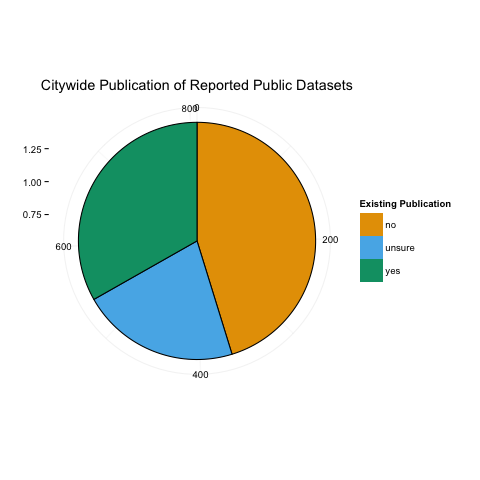 Citywide Publication of Reported Public Datasets
800
0
1.25
1.00
0.75
600
200
400
Existing Publication
no
unsure
yes